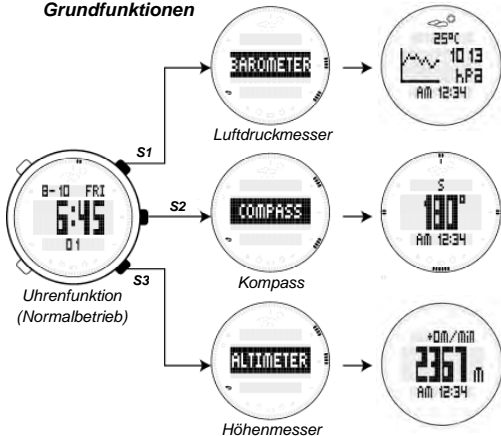 Grundfunktionen
BAROMETER
25°C
1013
hPa
AM 12:34
Luftdruckmesser
S1
8-10 FRI
6:45
01
Uhrenfunktion
(Normalbetrieb)
S2
COMPASS
S
180°
AM 12:34
Kompass
S3
ALTIMETER
+0m/min
2367 m
AM 12:34
Höhenmesser